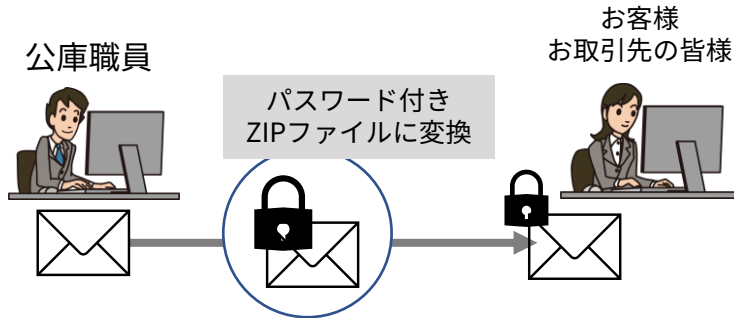 公庫職員
お客様
お取引先の皆様
パスワード付き
ZIPファイルに変換